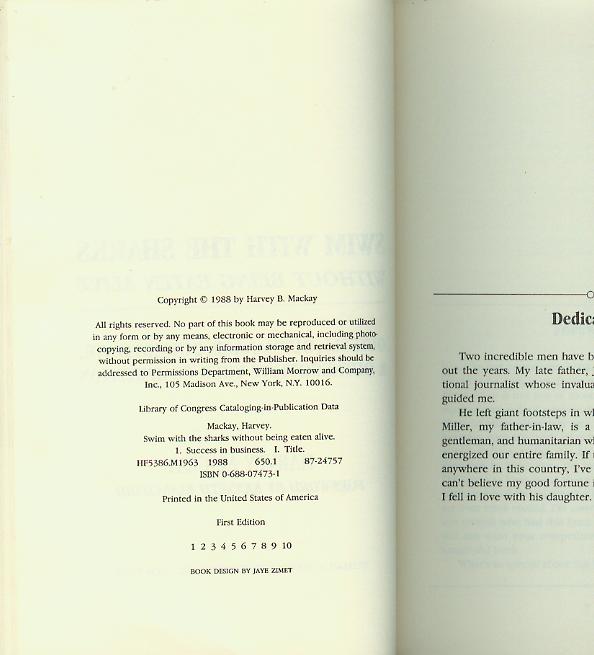 Copyright © 1988 by Harvey B. Mackay
All rights reserved. No part of this book may be reproduced or utilized
in any form or by any means, electronic or mechanical, including photo-
copying, recording or by any information storage and retrieval system,
without permission in writing from the Publisher. Inquiries should be
addressed to Permissions Department, William Morrow and Company,
Inc., 105 Madison Ave., New York, N.Y. 10016.
Library of Congress Cataloging-in-Publication Data
Mackay, Harvey.
Swim with the sharks without being eaten alive.
1. Success in business. I. Title.
HF5386.M1963 1988 650.1 87-24757
ISBN 0-688-07473-1
Printed in the United States of America
First Edition
1 2 3 4 5 6 7 8 9 10
BOOK DESIGN BY JAYE ZIMET
Dedica
Two incredible men have b
out the years. My late father, J
tional journalist whose invalua
guided me.
He left giant footsteps in wh
Miller, my father-in-law, is a
gentleman, and humanitarian wi
energized our entire family. If
anywhere in this country, I've
can't believe my good fortune i
I fell in love with his daughter.